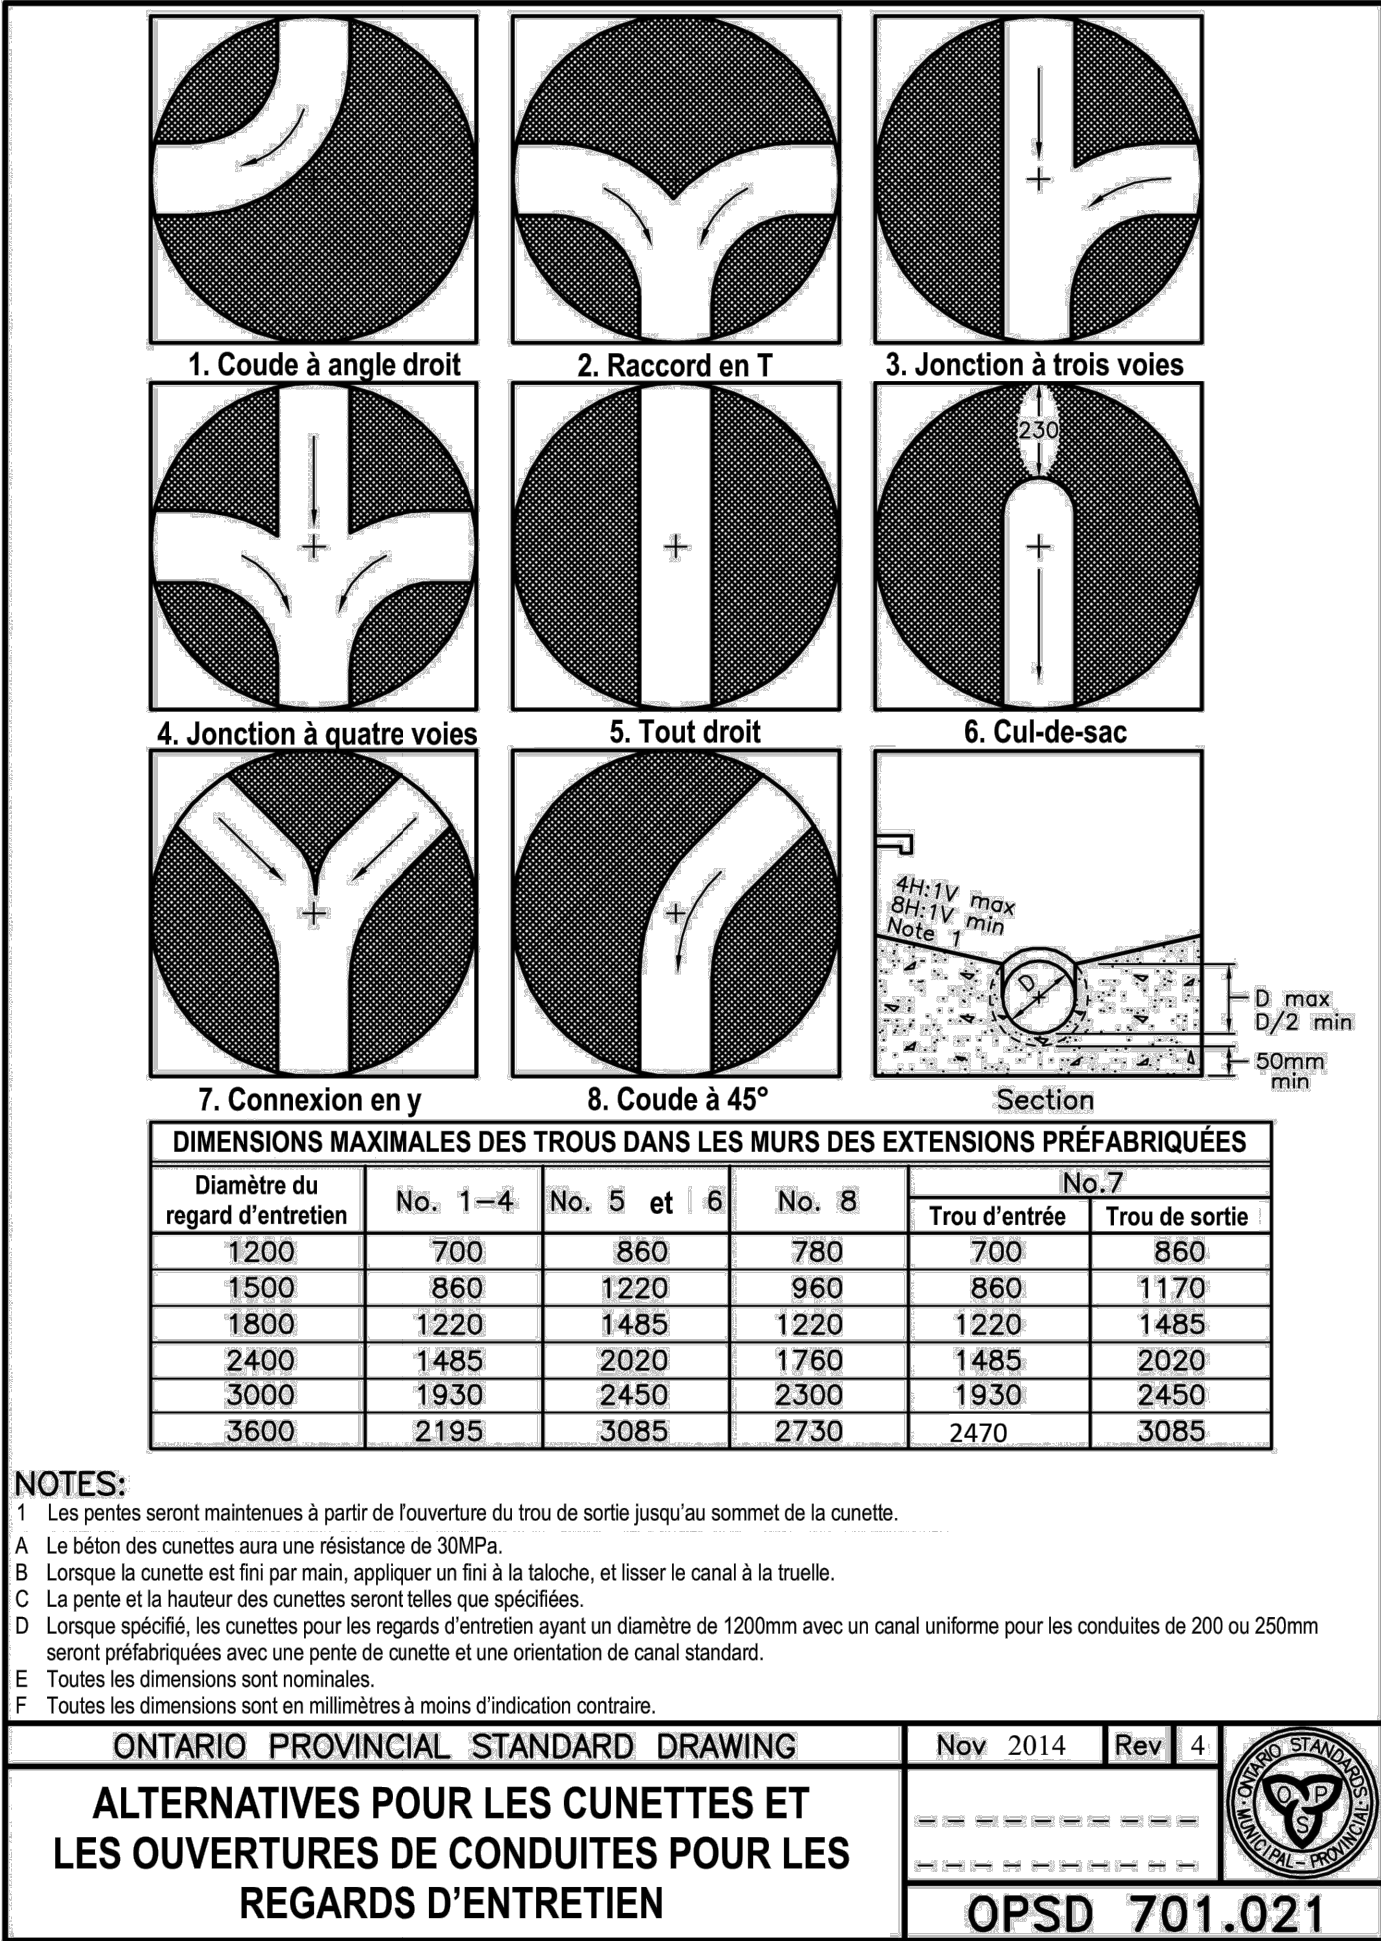 1. Coude à angle droit
2. Raccord en T
3. Jonction à trois voies
230
4. Jonction à quatre voies
5. Tout droit
6. Cul-de-sac
4H:1V max
8H:1V min
Note 1
D
D max
D/2 min
50mm
min
7. Connexion en y
8. Coude à 45°
Section
DIMENSIONS MAXIMALES DES TROUS DANS LES MURS DES EXTENSIONS PRÉFABRIQUÉES
Diamètre du
regard d'entretien
No. 1-4
No. 5 et 6
No. 8
No.7
Trou d'entrée
Trou de sortie
1200 700 860 780 700 860
1500 860 1220 960 860 1170
1800 1220 1485 1220 1220 1485
2400 1485 2020 1760 1485 2020
3000 1930 2450 2300 1930 2450
3600 2195 3085 2730 2470 3085
NOTES:
1 Les pentes seront maintenues à partir de l'ouverture du trou de sortie jusqu'au sommet de la cunette.
A Le béton des cunettes aura une résistance de 30MPa.
B Lorsque la cunette est fini par main, appliquer un fini à la taloche, et lisser le canal à la truelle.
C La pente et la hauteur des cunettes seront telles que spécifiées.
D Lorsque spécifié, les cunettes pour les regards d'entretien ayant un diamètre de 1200mm avec un canal uniforme pour les conduites de 200 ou 250mm
seront préfabriquées avec une pente de cunette et une orientation de canal standard.
E Toutes les dimensions sont nominales.
F Toutes les dimensions sont en millimètres à moins d'indication contraire.
ONTARIO PROVINCIAL STANDARD DRAWING
Nov 2014 Rev 4
ALTERNATIVES POUR LES CUNETTES ET
LES OUVERTURES DE CONDUITES POUR LES
REGARDS D'ENTRETIEN
ONTARIO STANDARDS
MUNICIPAL-PROVINCIAL
O P S
OPSD 701.021